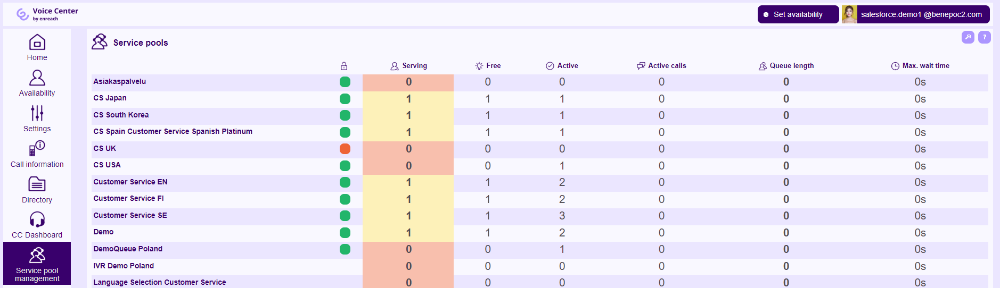 Voice Center
by enreach
Set availability
salesforce.demo1 @benepoc2.com
Home
Availability
Settings
Call information
Directory
CC Dashboard
Service pool
management
Service pools
?
Serving Free Active Active calls Queue length Max. wait time
Asiakaspalvelu 0 0 0 0 0 0s
CS Japan 1 1 1 0 0 0s
CS South Korea 1 1 1 0 0 0s
CS Spain Customer Service Spanish Platinum 1 1 1 0 0 0s
CS UK 0 0 0 0 0 0s
CS USA 0 0 1 0 0 0s
Customer Service EN 1 1 2 0 0 0s
Customer Service FI 1 1 2 0 0 0s
Customer Service SE 1 1 3 0 0 0s
Demo 1 1 2 0 0 0s
DemoQueue Poland 0 0 1 0 0 0s
IVR Demo Poland 0 0 0 0 0 0s
Language Selection Customer Service 0 0 0 0 0 0s